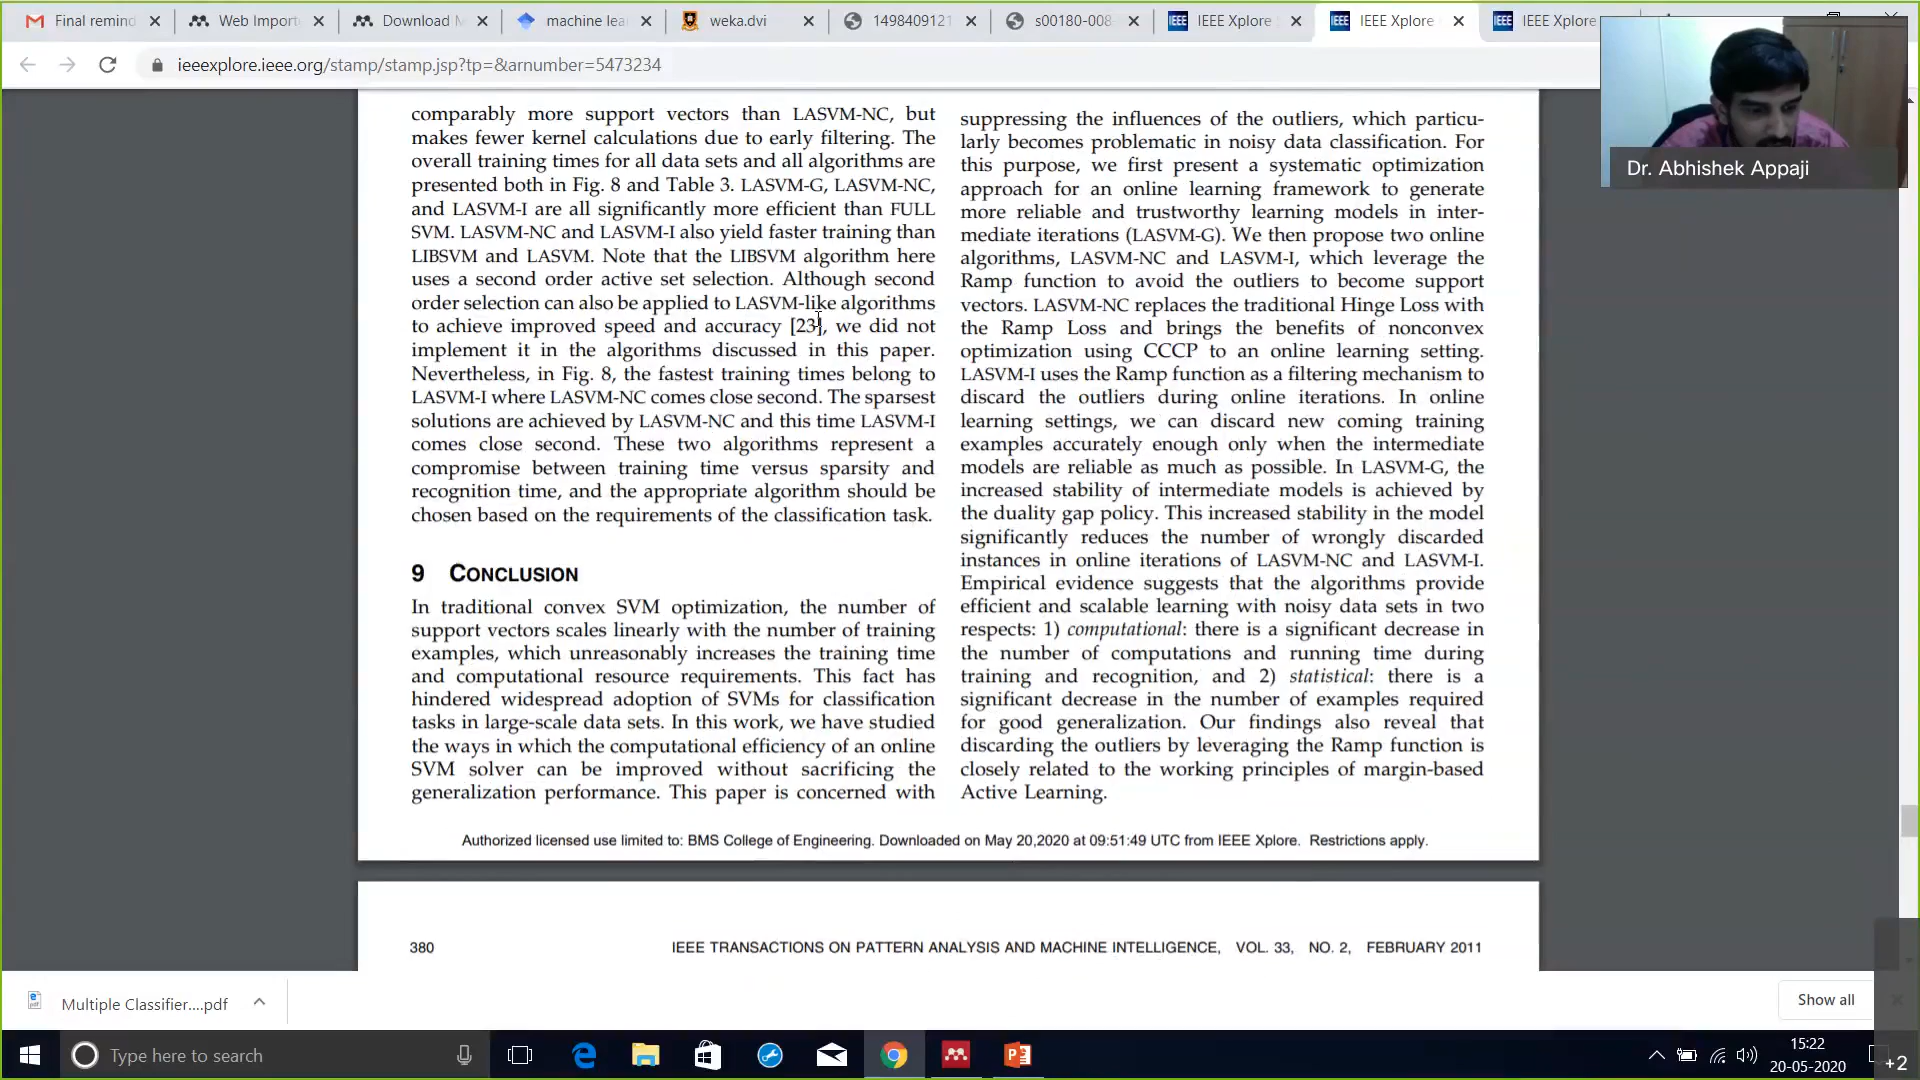 Final remind
Web Import
Download M
machine lea
weka.dvi
1498409121
s00180-008
IEEE Xplore
IEEE Xplore
IEEE Xplore
ieeexplore.ieee.org/stamp/stamp.jsp?tp=&arnumber=5473234
Dr. Abhishek Appaji
comparably more support vectors than LASVM-NC, but
makes fewer kernel calculations due to early filtering. The
overall training times for all data sets and all algorithms are
presented both in Fig. 8 and Table 3. LASVM-G, LASVM-NC,
and LASVM-I are all significantly more efficient than FULL
SVM. LASVM-NC and LASVM-I also yield faster training than
LIBSVM and LASVM. Note that the LIBSVM algorithm here
uses a second order active set selection. Although second
order selection can also be applied to LASVM-like algorithms
to achieve improved speed and accuracy [23], we did not
implement it in the algorithms discussed in this paper.
Nevertheless, in Fig. 8, the fastest training times belong to
LASVM-I where LASVM-NC comes close second. The sparsest
solutions are achieved by LASVM-NC and this time LASVM-I
comes close second. These two algorithms represent a
compromise between training time versus sparsity and
recognition time, and the appropriate algorithm should be
chosen based on the requirements of the classification task.
9 CONCLUSION
In traditional convex SVM optimization, the number of
support vectors scales linearly with the number of training
examples, which unreasonably increases the training time
and computational resource requirements. This fact has
hindered widespread adoption of SVMs for classification
tasks in large-scale data sets. In this work, we have studied
the ways in which the computational efficiency of an online
SVM solver can be improved without sacrificing the
generalization performance. This paper is concerned with
suppressing the influences of the outliers, which particu-
larly becomes problematic in noisy data classification. For
this purpose, we first present a systematic optimization
approach for an online learning framework to generate
more reliable and trustworthy learning models in inter-
mediate iterations (LASVM-G). We then propose two online
algorithms, LASVM-NC and LASVM-I, which leverage the
Ramp function to avoid the outliers to become support
vectors. LASVM-NC replaces the traditional Hinge Loss with
the Ramp Loss and brings the benefits of nonconvex
optimization using CCCP to an online learning setting.
LASVM-I uses the Ramp function as a filtering mechanism to
discard the outliers during online iterations. In online
learning settings, we can discard new coming training
examples accurately enough only when the intermediate
models are reliable as much as possible. In LASVM-G, the
increased stability of intermediate models is achieved by
the duality gap policy. This increased stability in the model
significantly reduces the number of wrongly discarded
instances in online iterations of LASVM-NC and LASVM-I.
Empirical evidence suggests that the algorithms provide
efficient and scalable learning with noisy data sets in two
respects: 1) computational: there is a significant decrease in
the number of computations and running time during
training and recognition, and 2) statistical: there is a
significant decrease in the number of examples required
for good generalization. Our findings also reveal that
discarding the outliers by leveraging the Ramp function is
closely related to the working principles of margin-based
Active Learning.
Authorized licensed use limited to: BMS College of Engineering. Downloaded on May 20,2020 at 09:51:49 UTC from IEEE Xplore. Restrictions apply.
380 IEEE TRANSACTIONS ON PATTERN ANALYSIS AND MACHINE INTELLIGENCE, VOL. 33, NO. 2, FEBRUARY 2011
Multiple Classifier....pdf
Show all
Type here to search
15:22
20-05-2020
+2